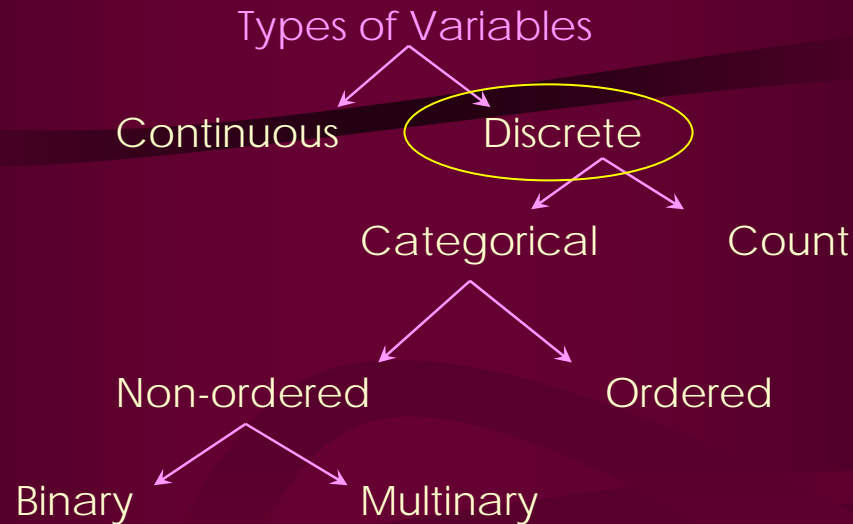 Types of Variables
Continuous Discrete
Categorical Count
Non-ordered Ordered
Binary Multinary